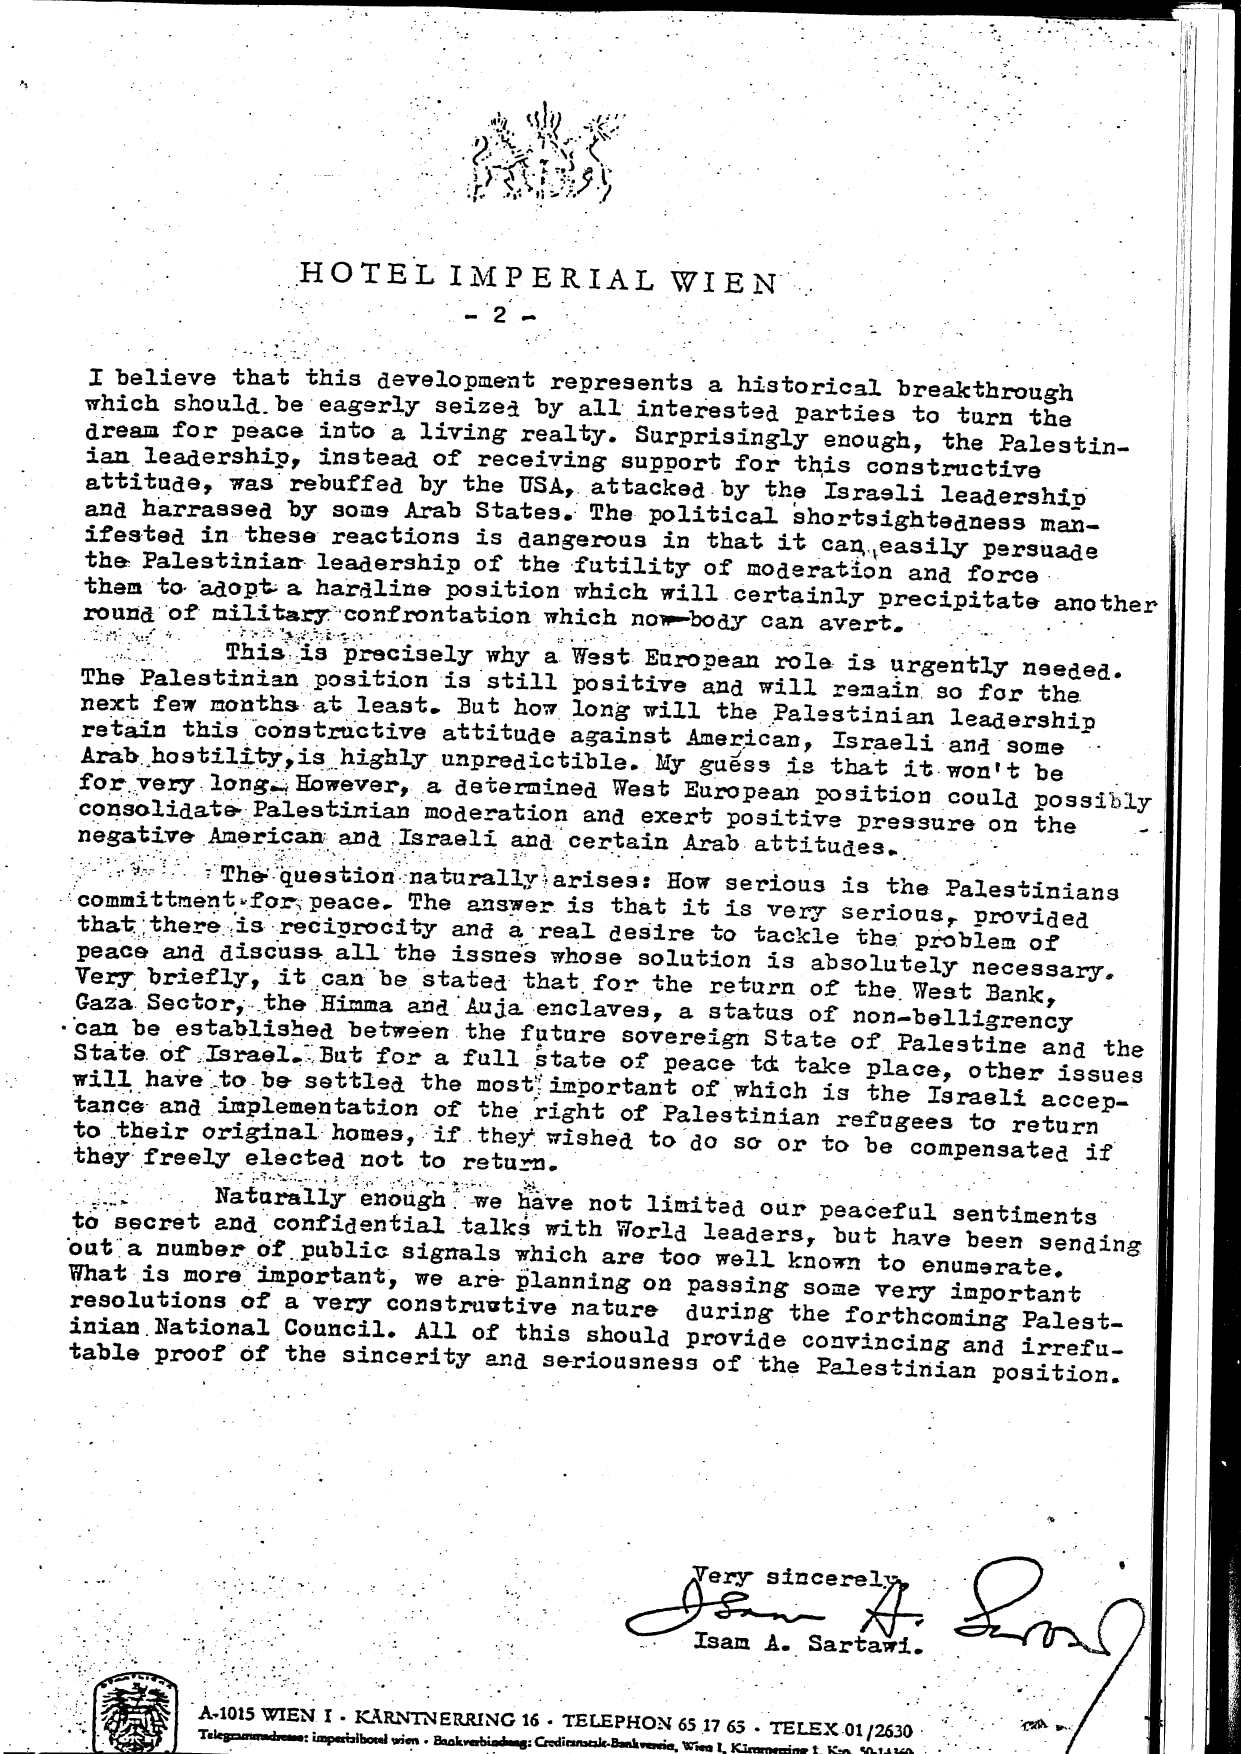 HOTEL IMPERIAL WIEN
- 2 -
I believe that this development represents a historical breakthrough
which should be eagerly seized by all interested parties to turn the
dream for peace into a living realty. Surprisingly enough, the Palestin-
ian leadership, instead of receiving support for this constructive
attitude, was rebuffed by the USA, attacked by the Israeli leadership
and harrassed by some Arab States. The political shortsightedness man-
ifested in these reactions is dangerous in that it can easily persuade
the Palestinian leadership of the futility of moderation and force
them to adopt a hardline position which will certainly precipitate another
round of military confrontation which no-body can avert.
This is precisely why a West European role is urgently needed.
The Palestinian position is still positive and will remain so for the
next few months at least. But how long will the Palestinian leadership
retain this constructive attitude against American, Israeli and some
Arab hostility, is highly unpredictible. My guess is that it won't be
for very long. However, a determined West European position could possibly
consolidate Palestinian moderation and exert positive pressure on the
negative American and Israeli and certain Arab attitudes.
The question naturally arises: How serious is the Palestinians
committment for peace. The answer is that it is very serious, provided
that there is reciprocity and a real desire to tackle the problem of
peace and discuss all the issues whose solution is absolutely necessary.
Very briefly, it can be stated that for the return of the West Bank,
Gaza Sector, the Himma and Auja enclaves, a status of non-belligrency
can be established between the future sovereign State of Palestine and the
State of Israel. But for a full state of peace to take place, other issues
will have to be settled the most important of which is the Israeli accep-
tance and implementation of the right of Palestinian refugees to return
to their original homes, if they wished to do so or to be compensated if
they freely elected not to return.
Naturally enough we have not limited our peaceful sentiments
to secret and confidential talks with World leaders, but have been sending
out a number of public signals which are too well known to enumerate.
What is more important, we are planning on passing some very important
resolutions of a very constructive nature during the forthcoming Palest-
inian National Council. All of this should provide convincing and irrefu-
table proof of the sincerity and seriousness of the Palestinian position.
Very sincerely,
Isam A. Sartawi
Isam A. Sartawi.
A-1015 WIEN I · KÄRNTNERRING 16 · TELEPHON 65 17 65 · TELEX 01/2630
Telegrammadresse: imperialhotel wien · Bankverbindung: Creditanstalt-Bankverein, Wien I, Kärntnerring 1,